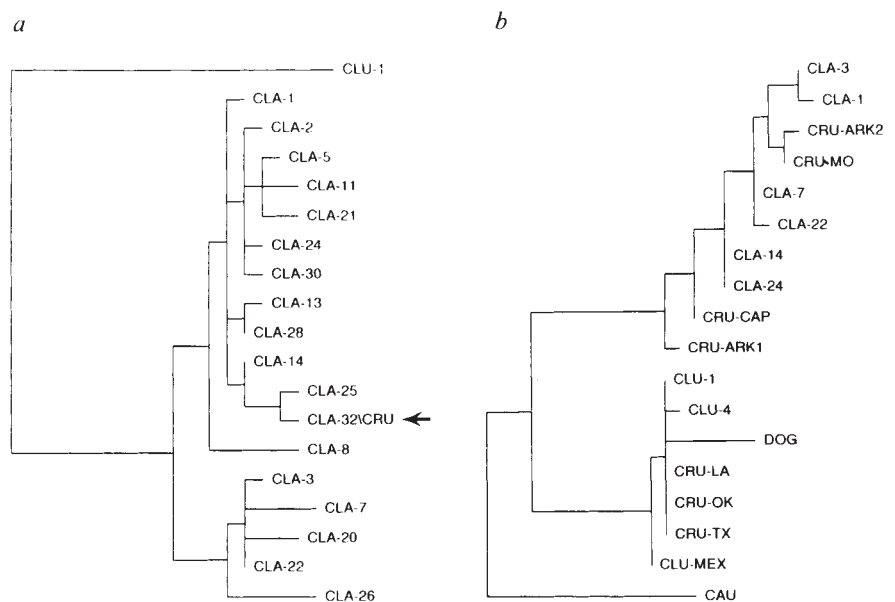 a
CLU-1
CLA-1
CLA-2
CLA-5
CLA-11
CLA-21
CLA-24
CLA-30
CLA-13
CLA-28
CLA-14
CLA-25
CLA-32\CRU
CLA-8
CLA-3
CLA-7
CLA-20
CLA-22
CLA-26
b
CLA-3
CLA-1
CRU-ARK2
CRU-MO
CLA-7
CLA-22
CLA-14
CLA-24
CRU-CAP
CRU-ARK1
CLU-1
CLU-4
DOG
CRU-LA
CRU-OK
CRU-TX
CLU-MEX
CAU